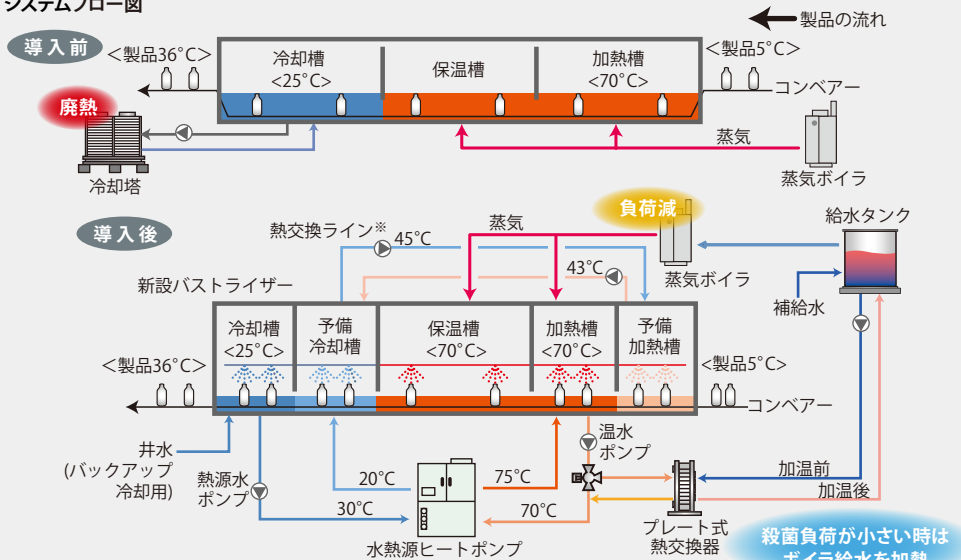 システムフロー図
製品の流れ
導入前
<製品36°C>
冷却槽
<25°C>
保温槽
加熱槽
<70°C>
<製品5°C>
コンベアー
廃熱
蒸気
冷却塔
蒸気ボイラ
導入後
熱交換ライン※
45°C
蒸気
負荷減
給水タンク
43°C
蒸気ボイラ
新設パストライザー
補給水
冷却槽
<25°C>
予備
冷却槽
保温槽
<70°C>
加熱槽
<70°C>
予備
加熱槽
<製品36°C>
<製品5°C>
コンベアー
井水
(バックアップ
冷却用)
熱源水
ポンプ
20°C
30°C
75°C
70°C
温水
ポンプ
加温前
加温後
水熱源ヒートポンプ
プレート式
熱交換器
殺菌負荷が小さい時は
ボイラ給水を加熱